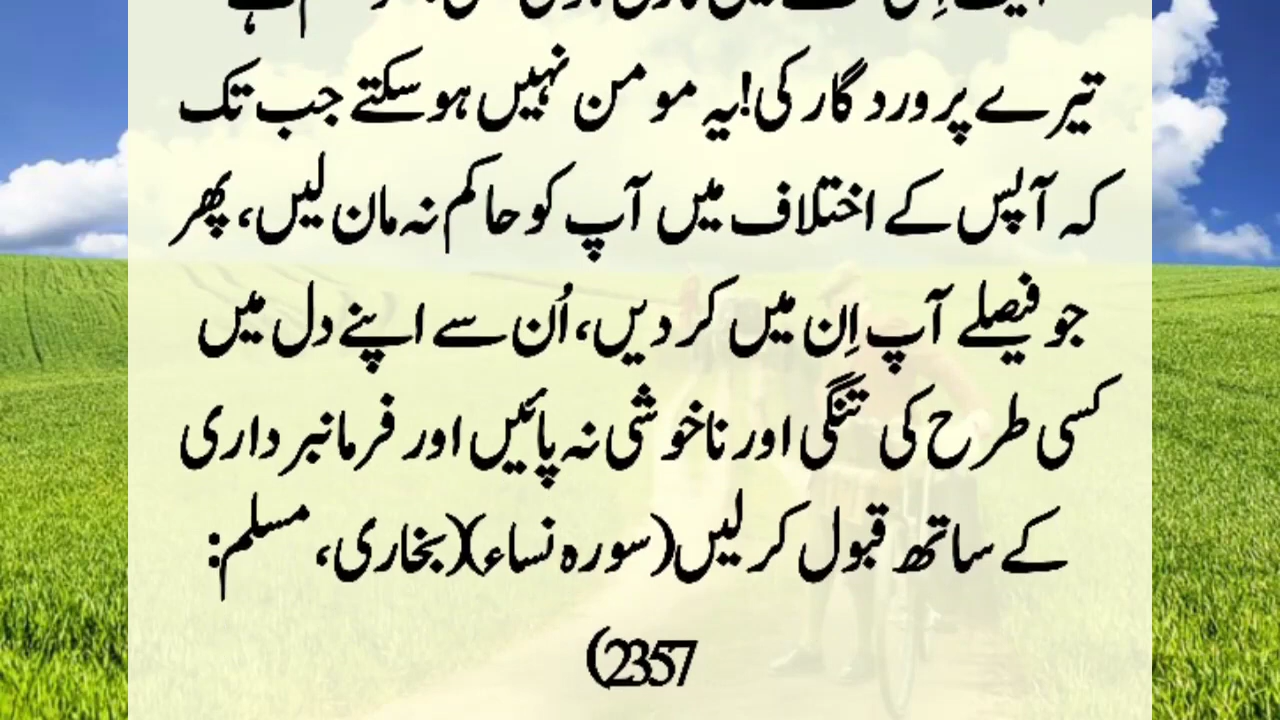 تیرے پروردگار کی!یہ مومن نہیں ہو سکتے جب تک
کہ آپس کے اختلاف میں آپ کو حاکم نہ مان لیں، پھر
جو فیصلے آپ اِن میں کر دیں، اُن سے اپنے دل میں
کسی طرح کی تنگی اور ناخوشی نہ پائیں اور فرمانبرداری
کے ساتھ قبول کر لیں(سورہ نساء)(بخاری، مسلم:
2357)